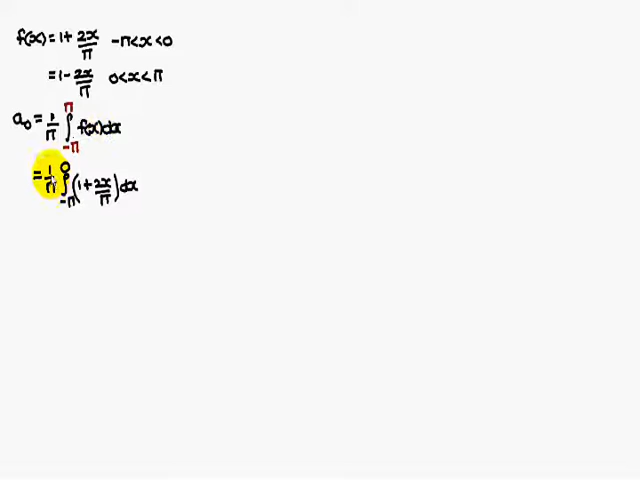 f(x) = 1 + 2x/π   -π<x<0
= 1 - 2x/π   0<x<π
a₀ = 1/π ∫_{-π}^{π} f(x)dx
= 1/π ∫_{-π}^{0} (1 + 2x/π) dx